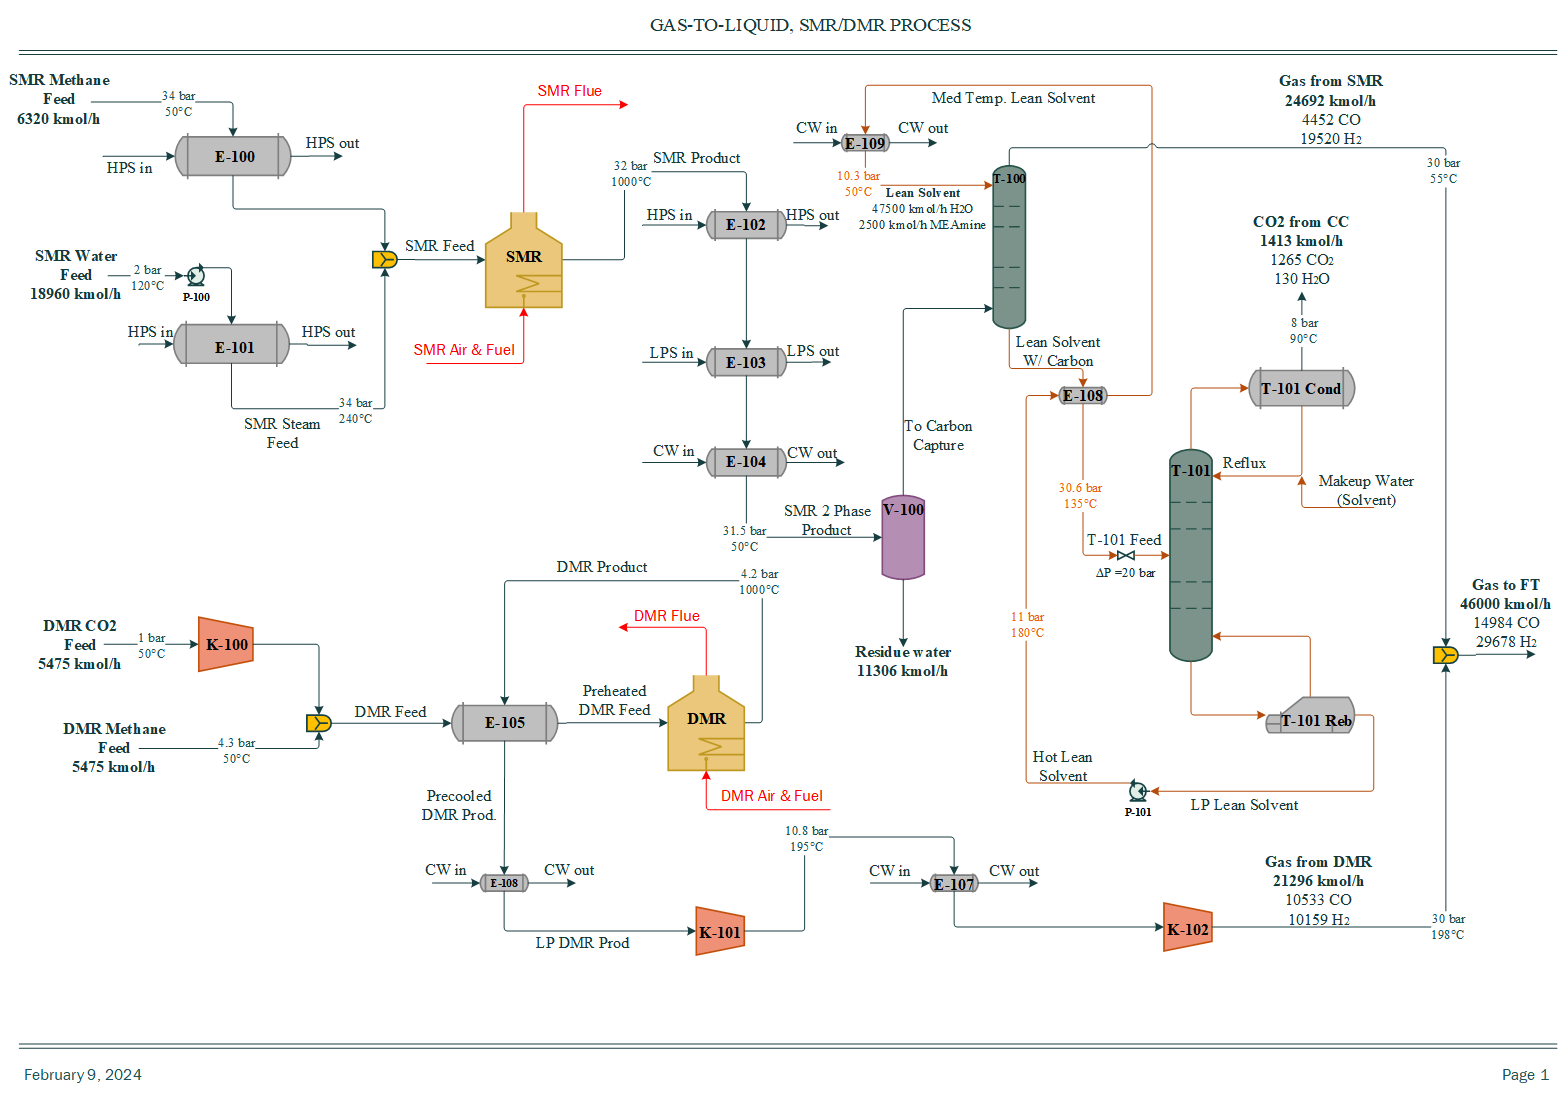 GAS-TO-LIQUID, SMR/DMR PROCESS
SMR Methane
Feed
6320 kmol/h
34 bar
50°C
E-100
HPS in
HPS out
SMR Water
Feed
18960 kmol/h
2 bar
120°C
P-100
HPS in
E-101
HPS out
34 bar
240°C
SMR Steam
Feed
SMR Feed
SMR Flue
SMR
SMR Air & Fuel
32 bar
1000°C
SMR Product
HPS in
E-102
HPS out
LPS in
E-103
LPS out
CW in
E-104
CW out
31.5 bar
50°C
SMR 2 Phase
Product
V-100
To Carbon
Capture
Residue water
11306 kmol/h
Med Temp. Lean Solvent
CW in
E-109
CW out
10.3 bar
50°C
Lean Solvent
47500 kmol/h H2O
2500 kmol/h MEAmine
T-100
Lean Solvent
W/ Carbon
E-108
30.6 bar
135°C
T-101 Feed
ΔP =20 bar
11 bar
180°C
Gas from SMR
24692 kmol/h
4452 CO
19520 H2
30 bar
55°C
CO2 from CC
1413 kmol/h
1265 CO2
130 H2O
8 bar
90°C
T-101 Cond
T-101
Reflux
Makeup Water
(Solvent)
T-101 Reb
Hot Lean
Solvent
P-101
LP Lean Solvent
Gas to FT
46000 kmol/h
14984 CO
29678 H2
DMR Product
4.2 bar
1000°C
DMR CO2
Feed
5475 kmol/h
1 bar
50°C
K-100
DMR Methane
Feed
5475 kmol/h
4.3 bar
50°C
DMR Feed
E-105
Preheated
DMR Feed
DMR Flue
DMR
DMR Air & Fuel
Precooled
DMR Prod.
CW in
E-108
CW out
LP DMR Prod
K-101
10.8 bar
195°C
CW in
E-107
CW out
K-102
Gas from DMR
21296 kmol/h
10533 CO
10159 H2
30 bar
198°C
February 9, 2024
Page 1